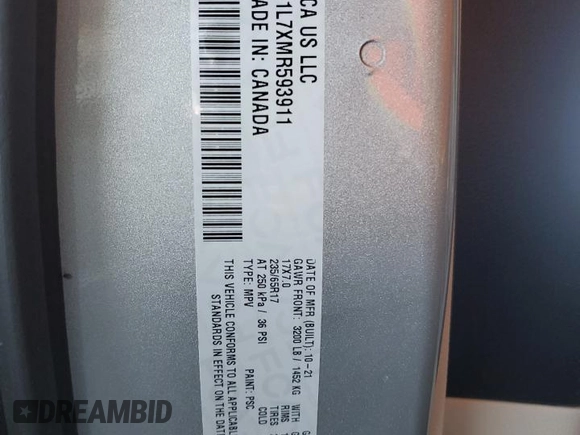 CA US LLC
1L7XMR593911
ADE IN: CANADA
DATE OF MFR (BUILT): 10-21
GAWR FRONT: 3200 LB / 1452 KG WITH
17X7.0 RIMS
235/65R17 TIRES
AT 250 kPa / 36 PSI COLD
TYPE: MPV PAINT: PSC
THIS VEHICLE CONFORMS TO ALL APPLICABL
STANDARDS IN EFFECT ON THE DAT
DREAMBID